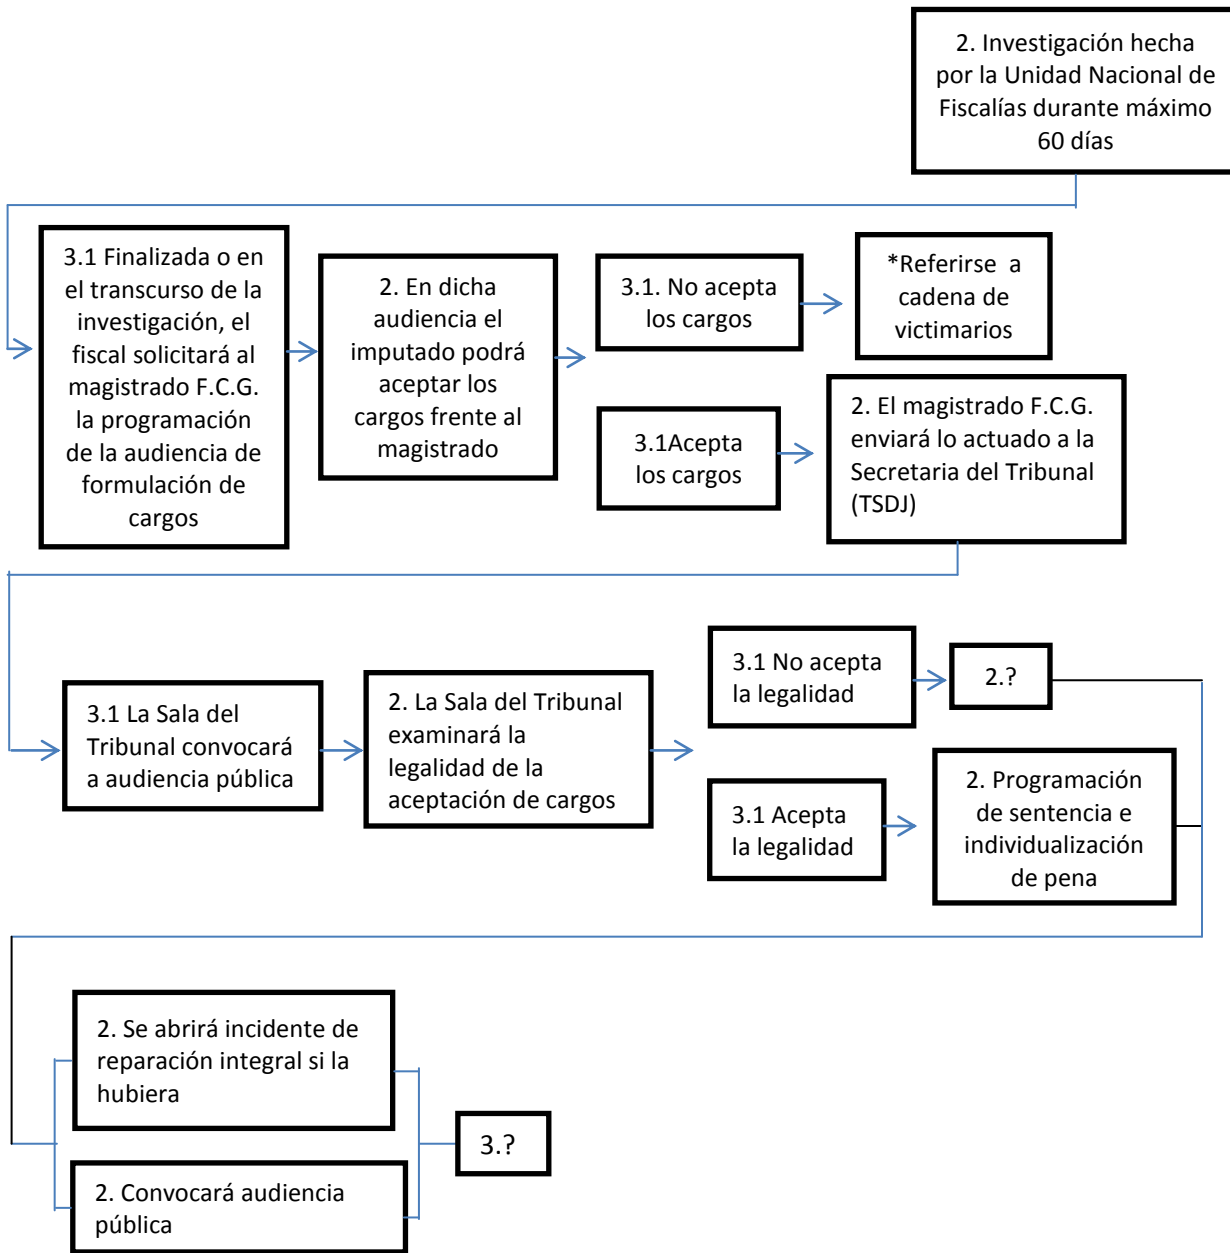 2. Investigación hecha
por la Unidad Nacional de
Fiscalías durante máximo
60 días
3.1 Finalizada o en
el transcurso de la
investigación, el
fiscal solicitará al
magistrado F.C.G.
la programación
de la audiencia de
formulación de
cargos
2. En dicha
audiencia el
imputado podrá
aceptar los
cargos frente al
magistrado
3.1. No acepta
los cargos
*Referirse a
cadena de
victimarios
3.1Acepta
los cargos
2. El magistrado F.C.G.
enviará lo actuado a la
Secretaria del Tribunal
(TSDJ)
3.1 La Sala del
Tribunal convocará
a audiencia pública
2. La Sala del Tribunal
examinará la
legalidad de la
aceptación de cargos
3.1 No acepta
la legalidad
2.?
3.1 Acepta
la legalidad
2. Programación
de sentencia e
individualización
de pena
2. Se abrirá incidente de
reparación integral si la
hubiera
2. Convocará audiencia
pública
3.?